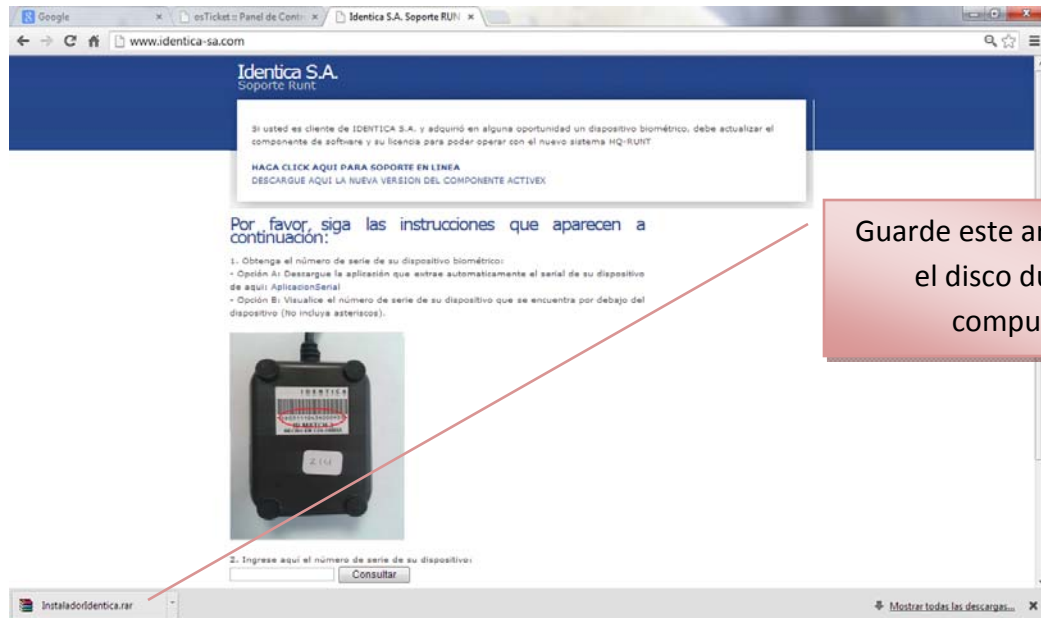 Google
osTicket :: Panel de Contr
Identica S.A. Soporte RUN
www.identica-sa.com
Identica S.A.
Soporte Runt
Si usted es cliente de IDENTICA S.A. y adquirió en alguna oportunidad un dispositivo biométrico, debe actualizar el
componente de software y su licencia para poder operar con el nuevo sistema HQ-RUNT
HAGA CLICK AQUI PARA SOPORTE EN LINEA
DESCARGUE AQUI LA NUEVA VERSION DEL COMPONENTE ACTIVEX
Por favor, siga las instrucciones que aparecen a
continuación:
1. Obtenga el número de serie de su dispositivo biométrico:
- Opción A: Descargue la aplicación que extrae automaticamente el serial de su dispositivo
de aqui: AplicacionSerial
- Opción B: Visualice el número de serie de su dispositivo que se encuentra por debajo del
dispositivo (No incluya asteriscos).
Guarde este ar
el disco du
compu
IDENTICA
HECHO EN COLOMBIA
2. Ingrese aquí el número de serie de su dispositivo:
Consultar
InstaladorIdentica.rar
Mostrar todas las descargas...